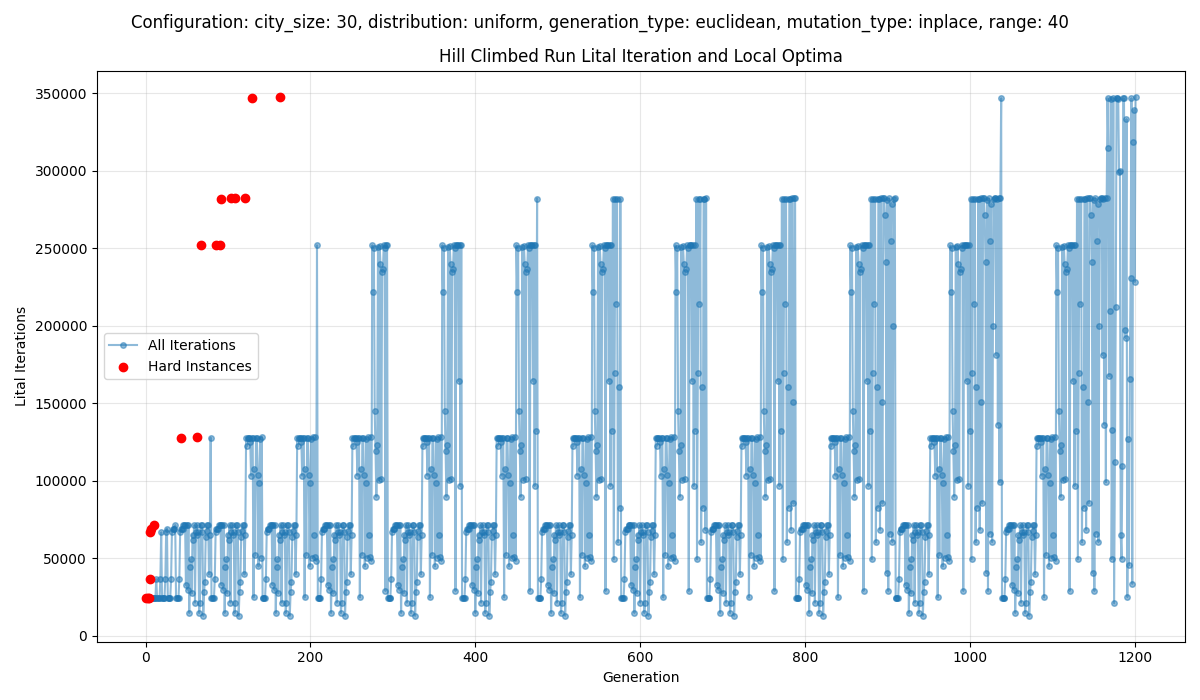 Configuration: city_size: 30, distribution: uniform, generation_type: euclidean, mutation_type: inplace, range: 40
Hill Climbed Run Lital Iteration and Local Optima
350000
300000
250000
200000
150000
100000
50000
0
Lital Iterations
All Iterations
Hard Instances
0 200 400 600 800 1000 1200
Generation